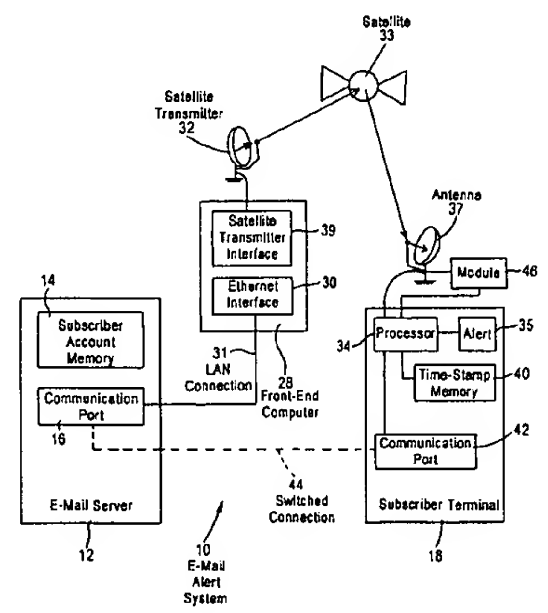 Satellite
33
Satellite
Transmitter
32
Antenna
37
Satellite
Transmitter
Interface
39
Module
46
14
Ethernet
Interface
30
Subscriber
Account
Memory
34
Processor
Alert
35
31
LAN
Connection
28
Front-End
Computer
Time-Stamp
Memory
40
Communication
Port
16
Communication
Port
42
44
Switched
Connection
E-Mail Server
Subscriber Terminal
12
10
E-Mail
Alert
System
18